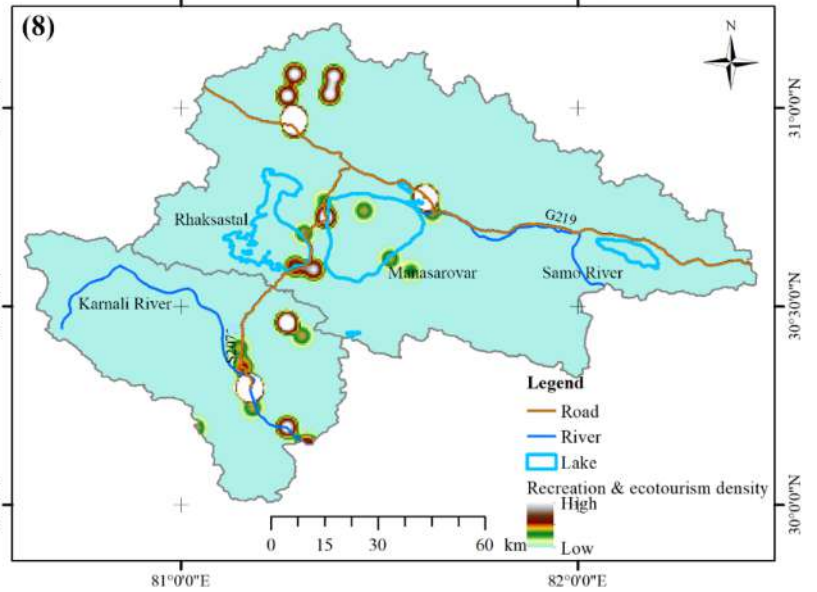 (8)
N
31°0'0"N
G219
Rhaksastal
Manasarovar
Samo River
Karnali River
30°30'0"N
S207
Legend
Road
River
Lake
Recreation & ecotourism density
High
Low
0 15 30 60 km
30°0'0"N
81°0'0"E
82°0'0"E